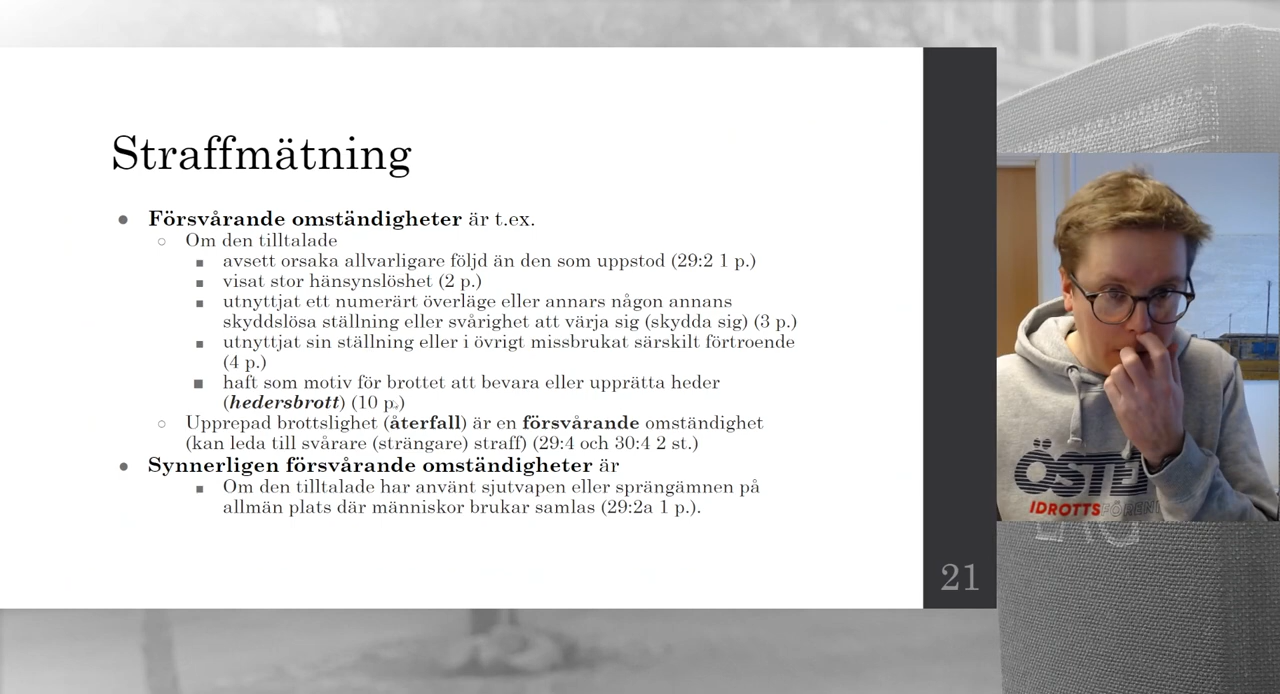 Straffmätning
● Försvårande omständigheter är t.ex.
○ Om den tilltalade
■ avsett orsaka allvarligare följd än den som uppstod (29:2 1 p.)
■ visat stor hänsynslöshet (2 p.)
■ utnyttjat ett numerärt överläge eller annars någon annans
skyddslösa ställning eller svårighet att värja sig (skydda sig) (3 p.)
■ utnyttjat sin ställning eller i övrigt missbrukat särskilt förtroende
(4 p.)
■ haft som motiv för brottet att bevara eller upprätta heder
(hedersbrott) (10 p.)
○ Upprepad brottslighet (återfall) är en försvårande omständighet
(kan leda till svårare (strängare) straff) (29:4 och 30:4 2 st.)
● Synnerligen försvårande omständigheter är
■ Om den tilltalade har använt sjutvapen eller sprängämnen på
allmän plats där människor brukar samlas (29:2a 1 p.).
21
IDROTTSFÖRENI